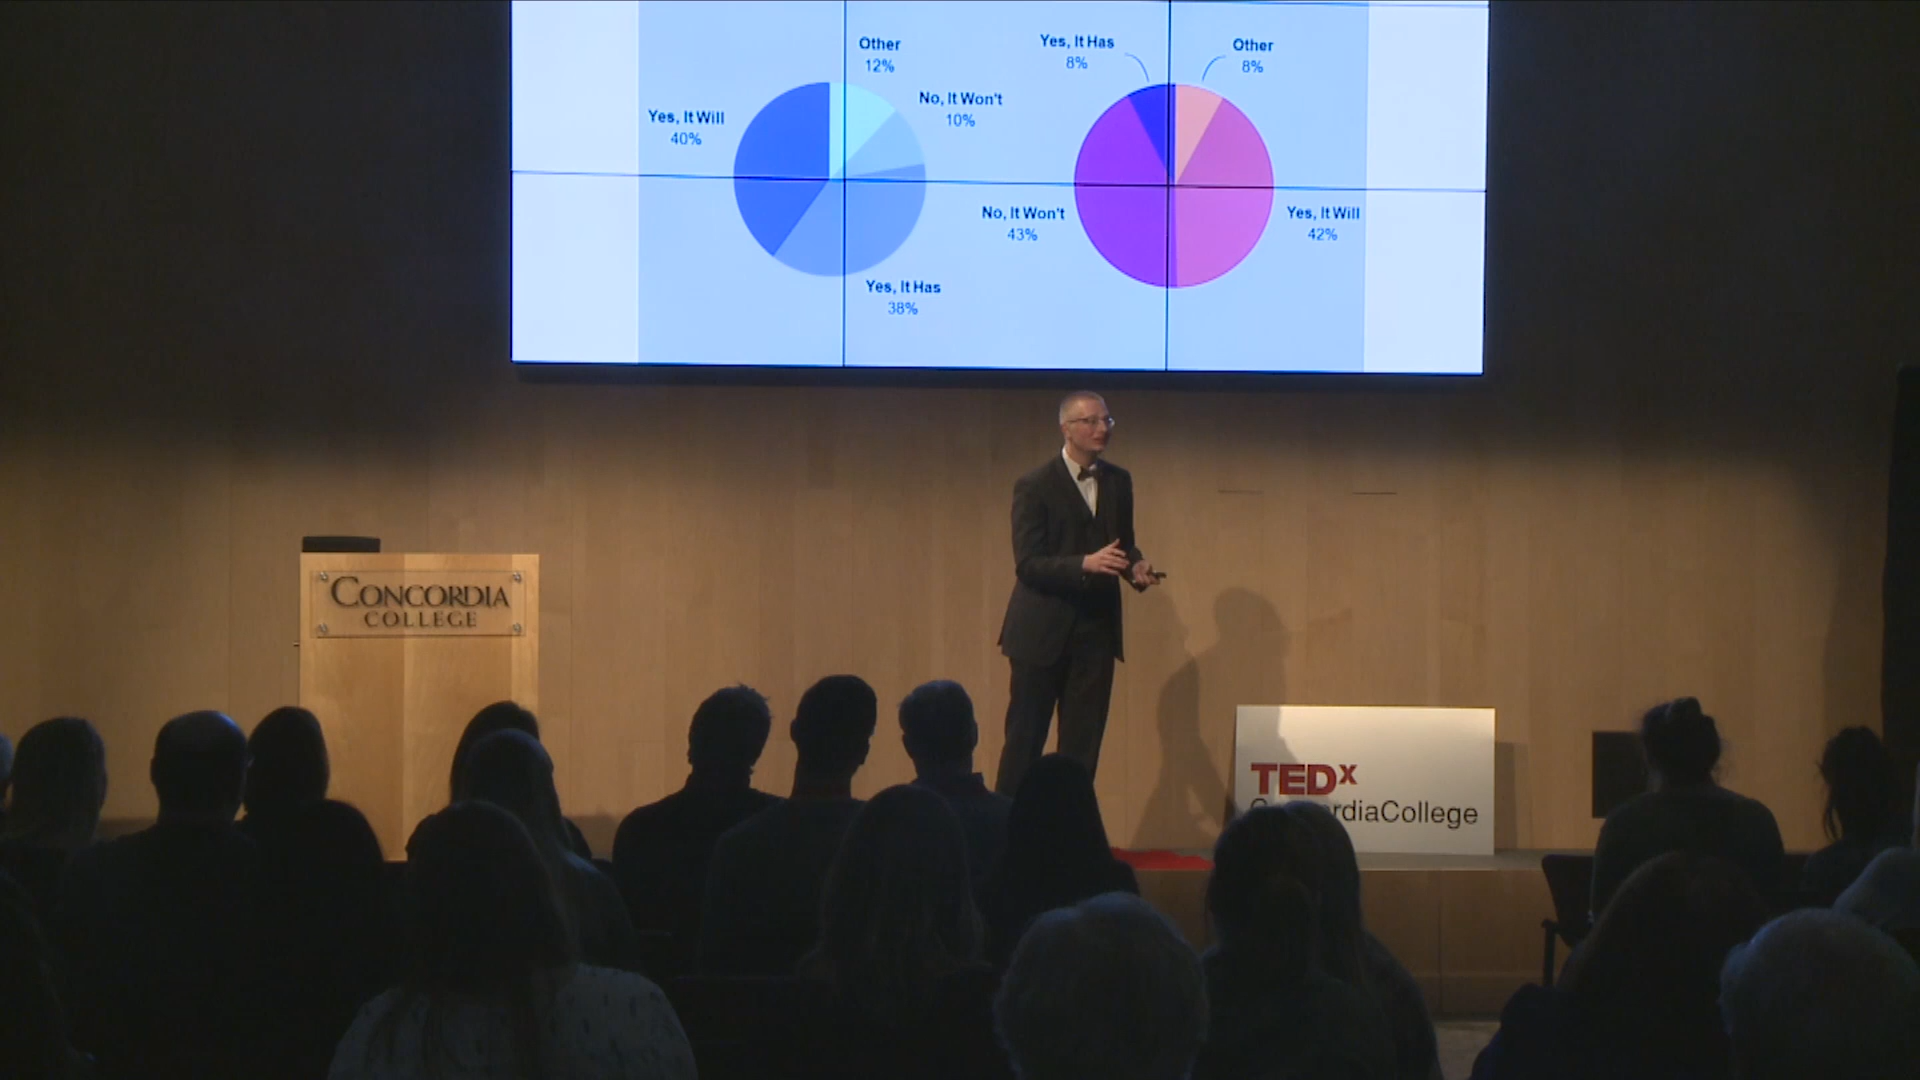 Other
12%
No, It Won't
10%
Yes, It Will
40%
Yes, It Has
38%
Yes, It Has
8%
Other
8%
No, It Won't
43%
Yes, It Will
42%
CONCORDIA
COLLEGE
TEDx
ConcordiaCollege